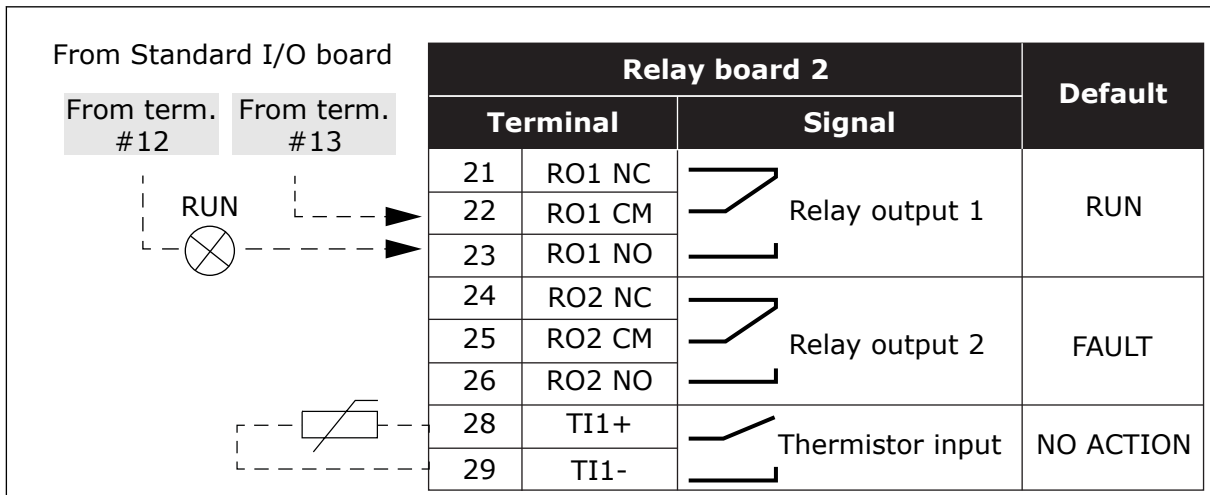 From Standard I/O board
From term. #12
From term. #13
RUN
Relay board 2
Default
Terminal
Signal
21 RO1 NC
22 RO1 CM
23 RO1 NO
Relay output 1
RUN
24 RO2 NC
25 RO2 CM
26 RO2 NO
Relay output 2
FAULT
28 TI1+
29 TI1-
Thermistor input
NO ACTION